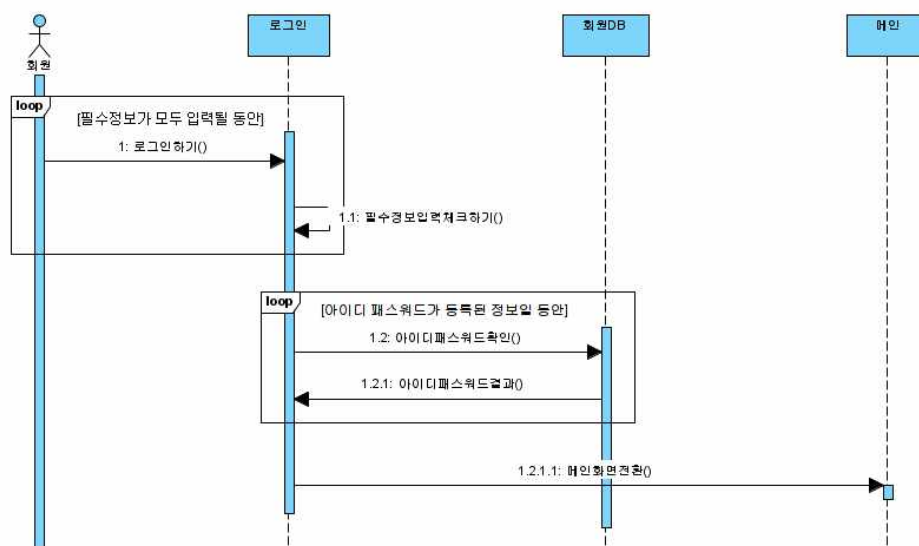 로그인
회원DB
메인
회원
loop
[필수정보가 모두 입력될 동안]
1: 로그인하기()
1.1: 필수정보입력체크하기()
loop
[아이디 패스워드가 등록된 정보일 동안]
1.2: 아이디패스워드확인()
1.2.1: 아이디패스워드결과()
1.2.1.1: 메인화면전환()